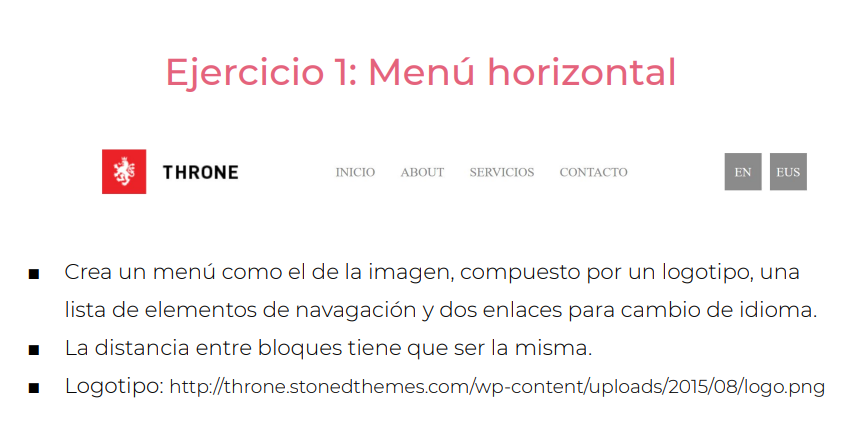 Ejercicio 1: Menú horizontal
THRONE INICIO ABOUT SERVICIOS CONTACTO EN EUS
■ Crea un menú como el de la imagen, compuesto por un logotipo, una
lista de elementos de navagación y dos enlaces para cambio de idioma.
■ La distancia entre bloques tiene que ser la misma.
■ Logotipo: http://throne.stonedthemes.com/wp-content/uploads/2015/08/logo.png